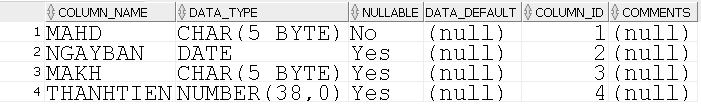 COLUMN_NAME DATA_TYPE NULLABLE DATA_DEFAULT COLUMN_ID COMMENTS
1 MAHD CHAR(5 BYTE) No (null) 1 (null)
2 NGAYBAN DATE Yes (null) 2 (null)
3 MAKH CHAR(5 BYTE) Yes (null) 3 (null)
4 THANHTIEN NUMBER(38,0) Yes (null) 4 (null)